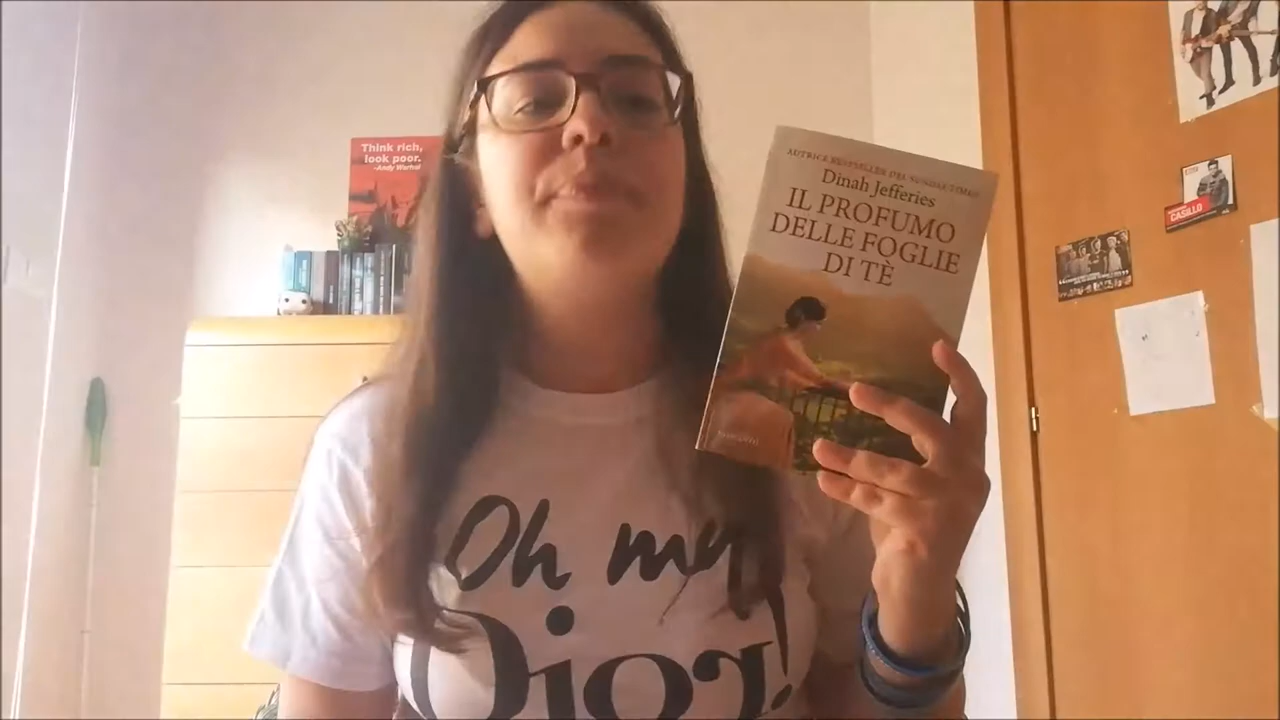 Think rich,
look poor.
–Andy Warhol
AUTRICE BESTSELLER DEL SUNDAY TIMES
Dinah Jefferies
IL PROFUMO
DELLE FOGLIE
DI TÈ
CASILLO
Oh my
Dior!